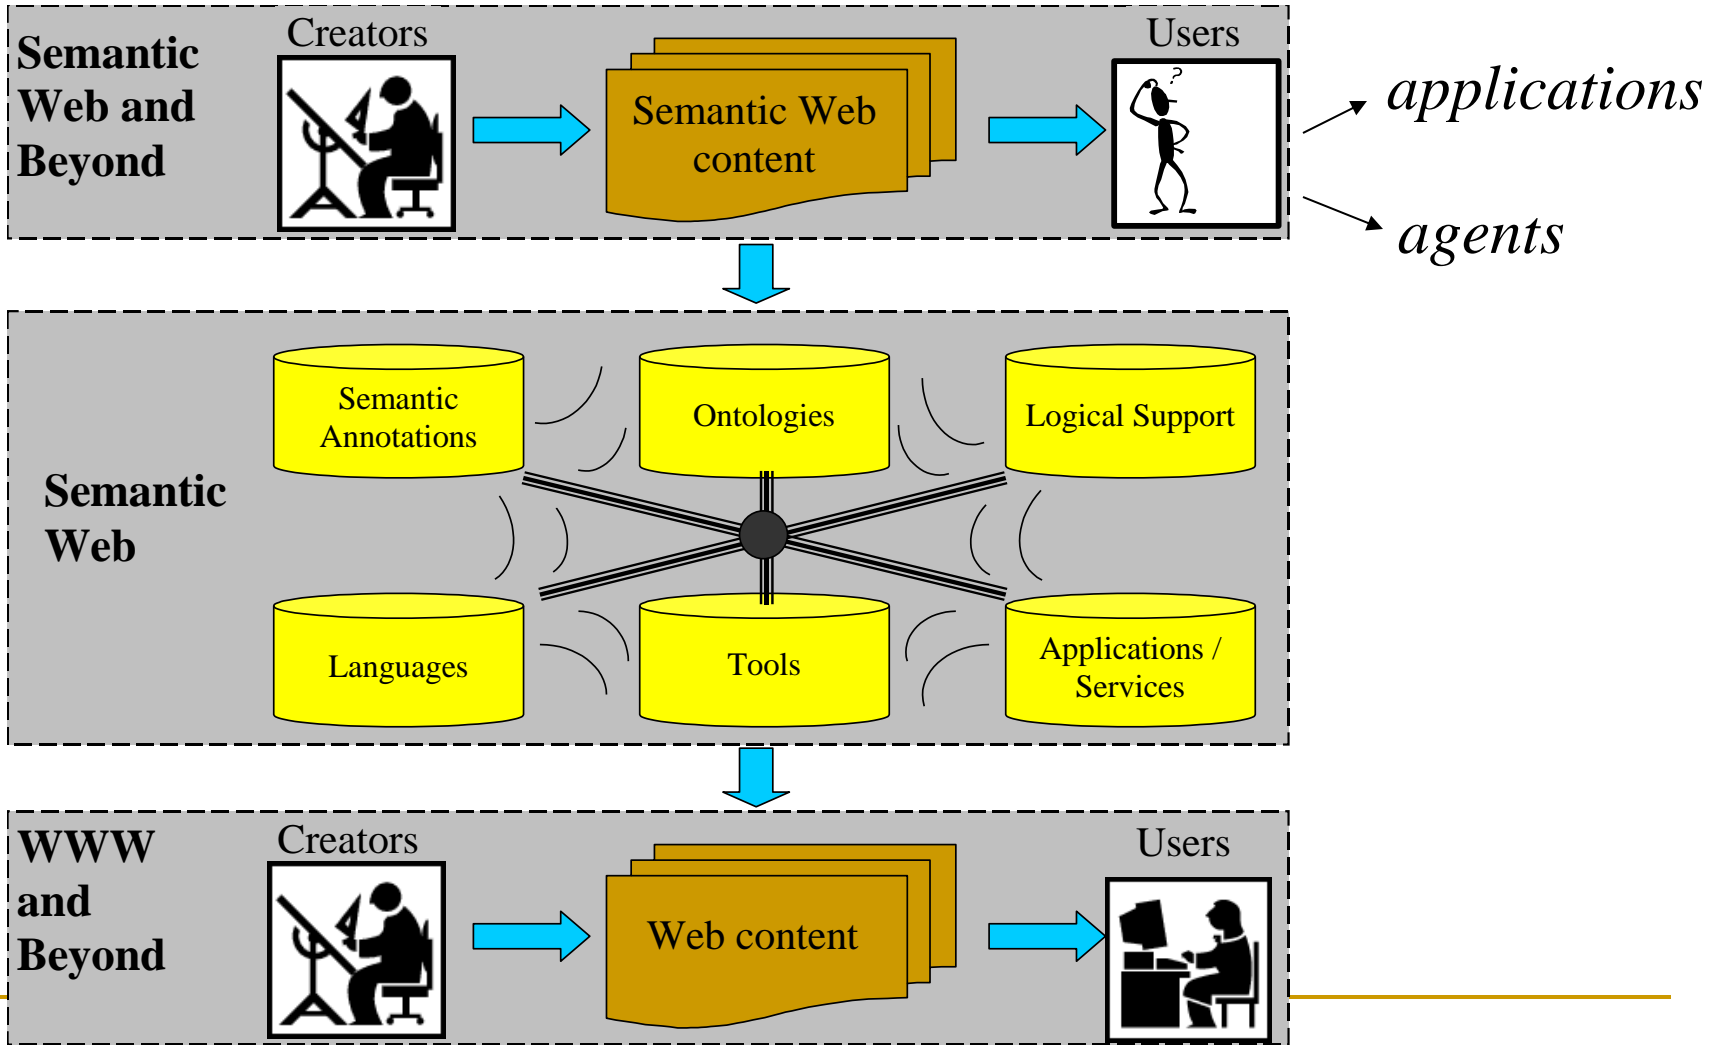 Semantic
Web and
Beyond
Creators
Semantic Web
content
Users
?
applications
agents
Semantic
Web
Semantic
Annotations
Ontologies
Logical Support
Languages
Tools
Applications /
Services
WWW
and
Beyond
Creators
Web content
Users